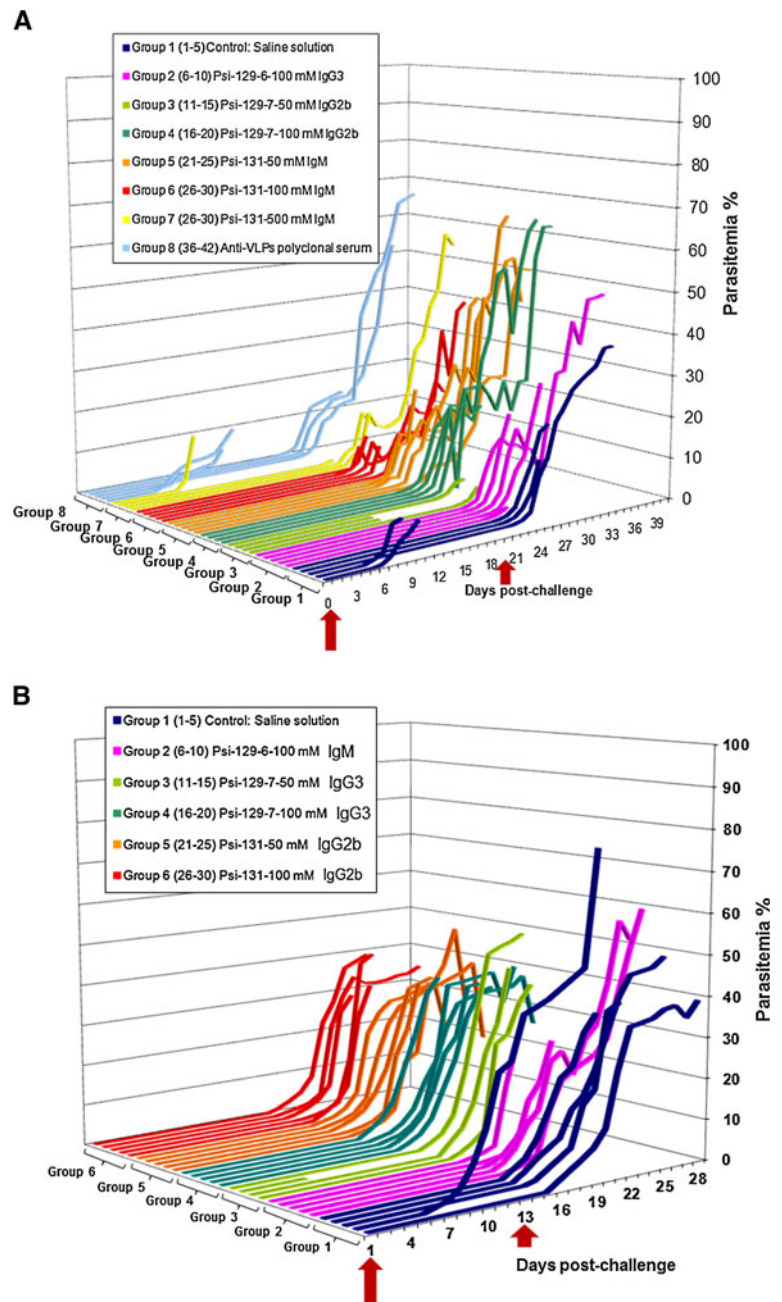 A
Group 1 (1-5)Control: Saline solution
Group 2 (6-10)Psi-129-6-100 mM IgG3
Group 3 (11-15)Psi-129-7-50 mM IgG2b
Group 4 (16-20)Psi-129-7-100 mM IgG2b
Group 5 (21-25)Psi-131-50 mM IgM
Group 6 (26-30)Psi-131-100 mM IgM
Group 7 (26-30)Psi-131-500 mM IgM
Group 8 (36-42)Anti-VLPs polyclonal serum
100
90
80
70
60
50
40
30
20
10
0
Parasitemia %
Group 8
Group 7
Group 6
Group 5
Group 4
Group 3
Group 2
Group 1
0 3 6 9 12 15 18 21 24 27 30 33 36 39
Days post-challenge
B
Group 1 (1-5) Control: Saline solution
Group 2 (6-10) Psi-129-6-100 mM IgM
Group 3 (11-15) Psi-129-7-50 mM IgG3
Group 4 (16-20) Psi-129-7-100 mM IgG3
Group 5 (21-25) Psi-131-50 mM IgG2b
Group 6 (26-30) Psi-131-100 mM IgG2b
100
90
80
70
60
50
40
30
20
10
0
Parasitemia %
Group 6
Group 5
Group 4
Group 3
Group 2
Group 1
1 4 7 10 13 16 19 22 25 28
Days post-challenge